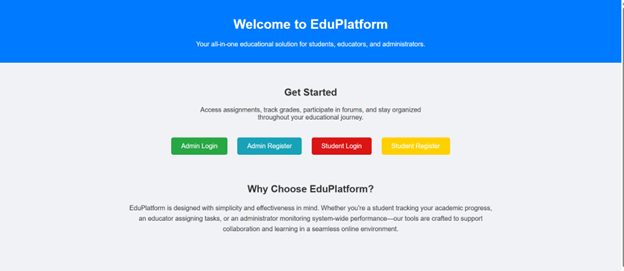 Welcome to EduPlatform
Your all-in-one educational solution for students, educators, and administrators.
Get Started
Access assignments, track grades, participate in forums, and stay organized
throughout your educational journey.
Admin Login
Admin Register
Student Login
Student Register
Why Choose EduPlatform?
EduPlatform is designed with simplicity and effectiveness in mind. Whether you're a student tracking your academic progress,
an educator assigning tasks, or an administrator monitoring system-wide performance—our tools are crafted to support
collaboration and learning in a seamless online environment.